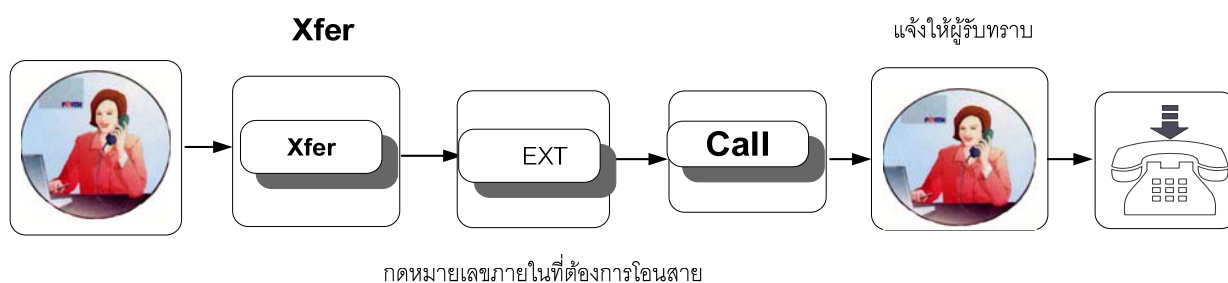 Xfer
แจ้งให้ผู้รับทราบ
Xfer
EXT
Call
กดหมายเลขภายในที่ต้องการโอนสาย